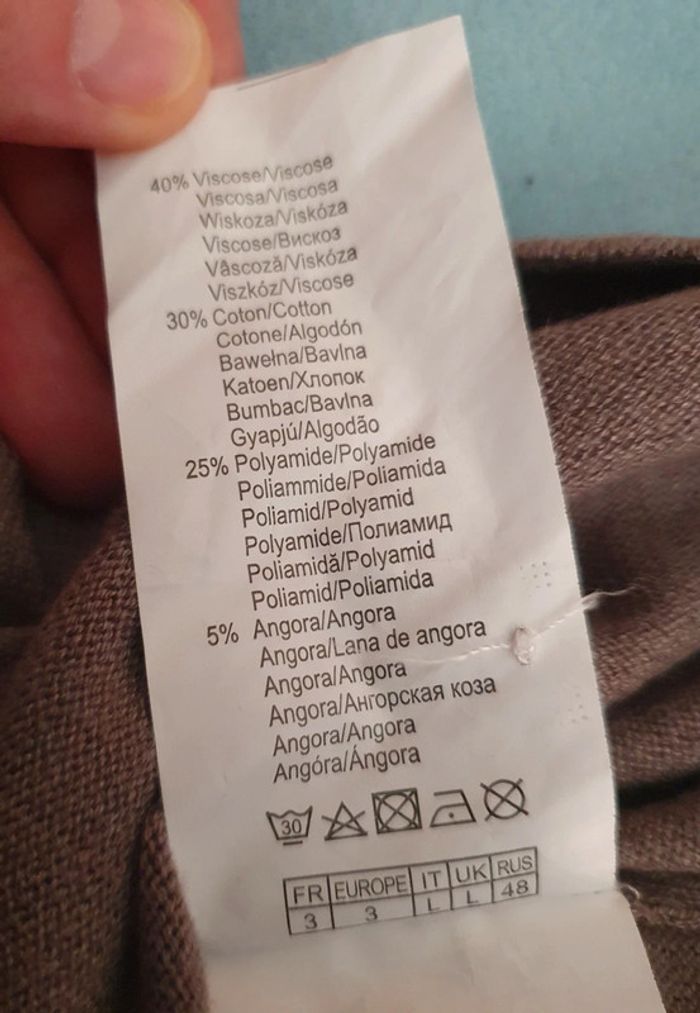 40% Viscose/Viscose
Viscosa/Viscosa
Wiskoza/Viskóza
Viscose/Вискоз
Vâscoză/Viskóza
Viszkóz/Viscose
30% Coton/Cotton
Cotone/Algodón
Bawełna/Bavlna
Katoen/Хлопок
Bumbac/Bavlna
Gyapjú/Algodão
25% Polyamide/Polyamide
Poliammide/Poliamida
Poliamid/Polyamid
Polyamide/Полиамид
Poliamidă/Polyamid
Poliamid/Poliamida
5% Angora/Angora
Angora/Lana de angora
Angora/Angora
Angora/Ангорская коза
Angora/Angora
Angóra/Ángora
30
FR EUROPE IT UK RUS
3 3 L L 48